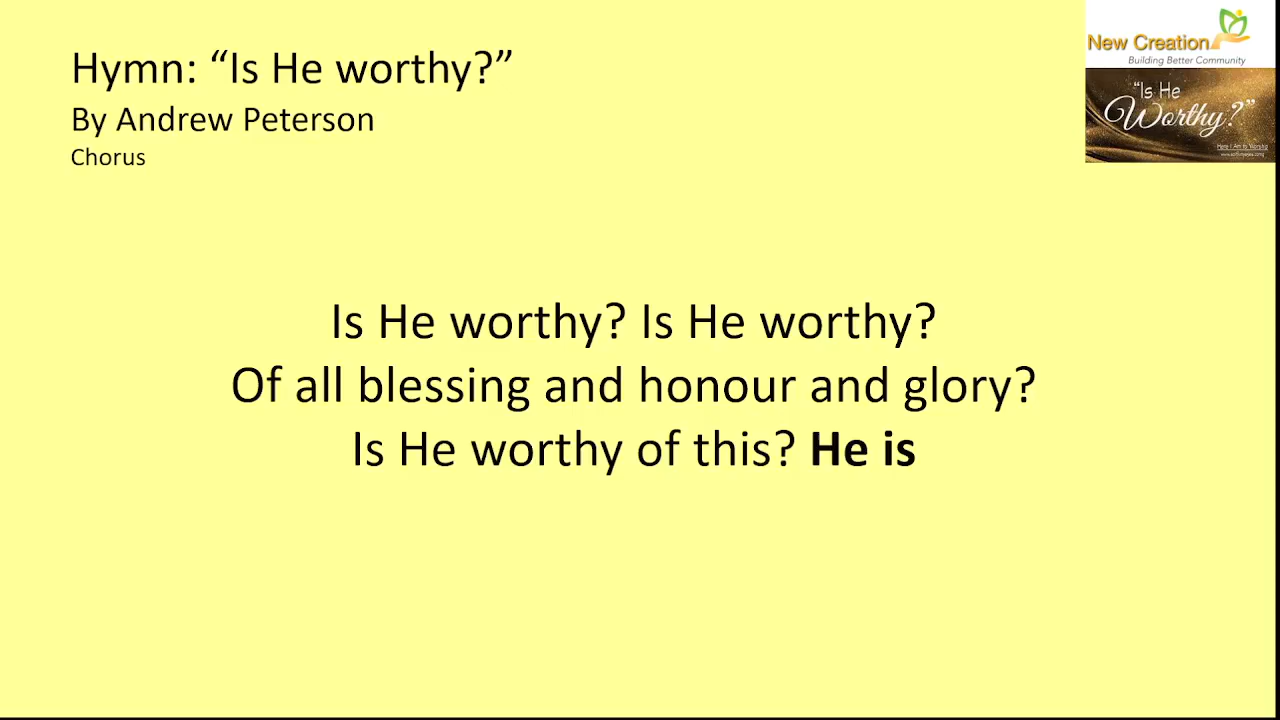 Hymn: “Is He worthy?”
By Andrew Peterson
Chorus
New Creation
Building Better Community
“Is He
Worthy?”
Is He worthy? Is He worthy?
Of all blessing and honour and glory?
Is He worthy of this? He is